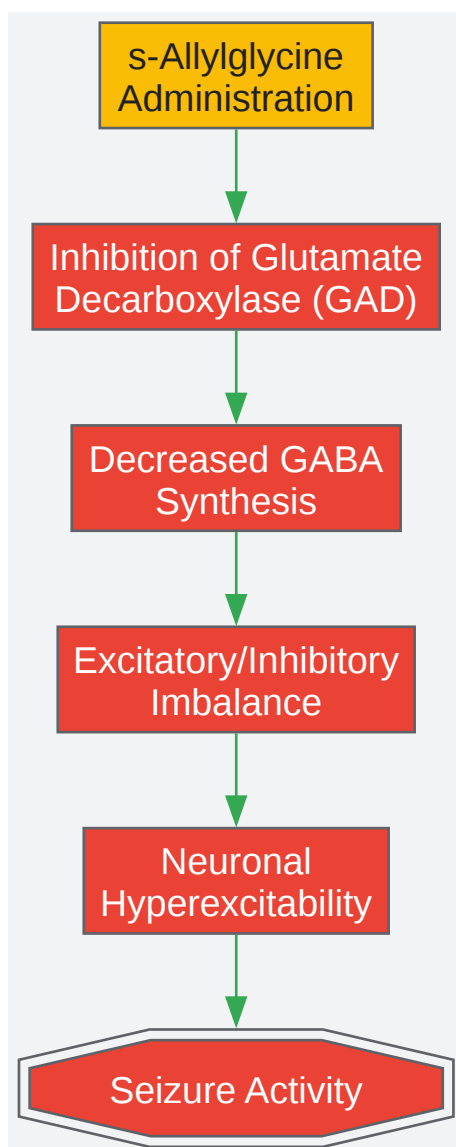 s-Allylglycine
Administration
Inhibition of Glutamate
Decarboxylase (GAD)
Decreased GABA
Synthesis
Excitatory/Inhibitory
Imbalance
Neuronal
Hyperexcitability
Seizure Activity